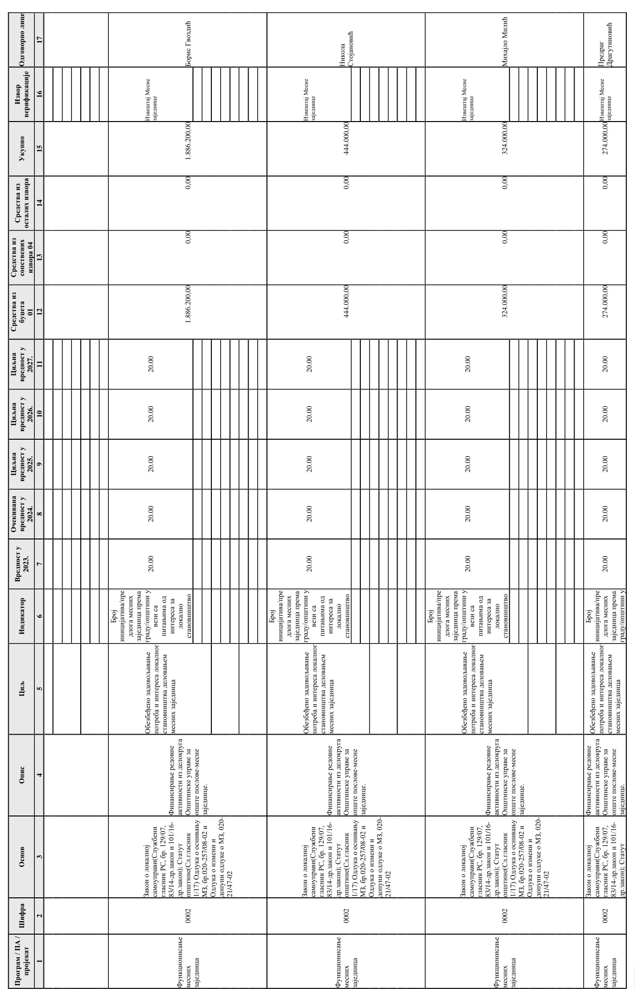 Програм / ПА /
пројекат
Шифра
Основ
Опис
Циљ
Индикатор
Вредност у
2023.
Очекивана
вредност у
2024.
Циљна
вредност у
2025.
Циљна
вредност у
2026.
Циљна
вредност у
2027.
Средства из
буџета
01
Средства из
сопствених
извора 04
Средства из
осталих извора
Укупно
Извор
верификације
Одговорно лице
1
2
3
4
5
6
7
8
9
10
11
12
13
14
15
16
17
Функционисање
месних
заједница
0002
Закон о локалној
самоуправи(Службени
гласник РС, бр. 129/07,
83/14-др.закон и 101/16-
др.закон); Статут
општине(Сл.гласник
1/17) Одлука о оснивању
МЗ, бр.020-257/08-02 и
Одлука о измени и
допуни одлуке о МЗ, 020-
21/47-02
Финансирање редовне
активности из делокруга
Општинске управе за
опште послове-месне
заједнице.
Обезбеђено задовољавање
потреба и интереса локалног
становништва деловањем
месних заједница
Број
иницијатива/пре
длога месних
заједница према
граду/општини у
вези са
питањима од
интереса за
локално
становништво
20.00
20.00
20.00
20.00
20.00
1.886.200,00
0,00
0,00
1.886.200,00
Извештај Месне
заједнице
Борис Гвоздић
Функционисање
месних
заједница
0002
Закон о локалној
самоуправи(Службени
гласник РС, бр. 129/07,
83/14-др.закон и 101/16-
др.закон); Статут
општине(Сл.гласник
1/17) Одлука о оснивању
МЗ, бр.020-257/08-02 и
Одлука о измени и
допуни одлуке о МЗ, 020-
21/47-02
Финансирање редовне
активности из делокруга
Општинске управе за
опште послове-месне
заједнице.
Обезбеђено задовољавање
потреба и интереса локалног
становништва деловањем
месних заједница
Број
иницијатива/пре
длога месних
заједница према
граду/општини у
вези са
питањима од
интереса за
локално
становништво
20.00
20.00
20.00
20.00
20.00
444.000,00
0,00
0,00
444.000,00
Извештај Месне
заједнице
Никола
Стојановић
Функционисање
месних
заједница
0002
Закон о локалној
самоуправи(Службени
гласник РС, бр. 129/07,
83/14-др.закон и 101/16-
др.закон); Статут
општине(Сл.гласник
1/17) Одлука о оснивању
МЗ, бр.020-257/08-02 и
Одлука о измени и
допуни одлуке о МЗ, 020-
21/47-02
Финансирање редовне
активности из делокруга
Општинске управе за
опште послове-месне
заједнице.
Обезбеђено задовољавање
потреба и интереса локалног
становништва деловањем
месних заједница
Број
иницијатива/пре
длога месних
заједница према
граду/општини у
вези са
питањима од
интереса за
локално
становништво
20.00
20.00
20.00
20.00
20.00
324.000,00
0,00
0,00
324.000,00
Извештај Месне
заједнице
Михајло Милић
Функционисање
месних
заједница
0002
Закон о локалној
самоуправи(Службени
гласник РС, бр. 129/07,
83/14-др.закон и 101/16-
др.закон); Статут
Финансирање редовне
активности из делокруга
Општинске управе за
опште послове-месне
заједнице.
Обезбеђено задовољавање
потреба и интереса локалног
становништва деловањем
месних заједница
Број
иницијатива/пре
длога месних
заједница према
граду/општини у
20.00
20.00
20.00
20.00
20.00
274.000,00
0,00
0,00
274.000,00
Извештај Месне
заједнице
Предраг
Драгутиновић